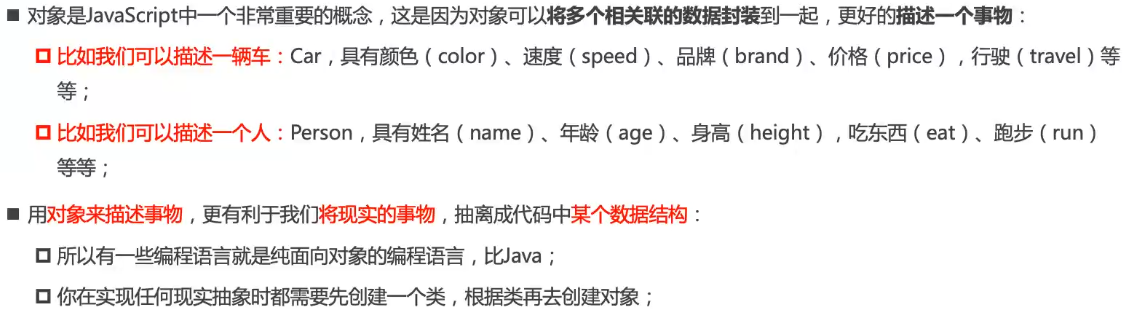 对象是JavaScript中一个非常重要的概念，这是因为对象可以将多个相关联的数据封装到一起，更好的描述一个事物：
比如我们可以描述一辆车：Car，具有颜色（color）、速度（speed）、品牌（brand）、价格（price），行驶（travel）等
等；
比如我们可以描述一个人：Person，具有姓名（name）、年龄（age）、身高（height），吃东西（eat）、跑步（run）
等等；
用对象来描述事物，更有利于我们将现实的事物，抽离成代码中某个数据结构：
所以有一些编程语言就是纯面向对象的编程语言，比Java；
你在实现任何现实抽象时都需要先创建一个类，根据类再去创建对象；